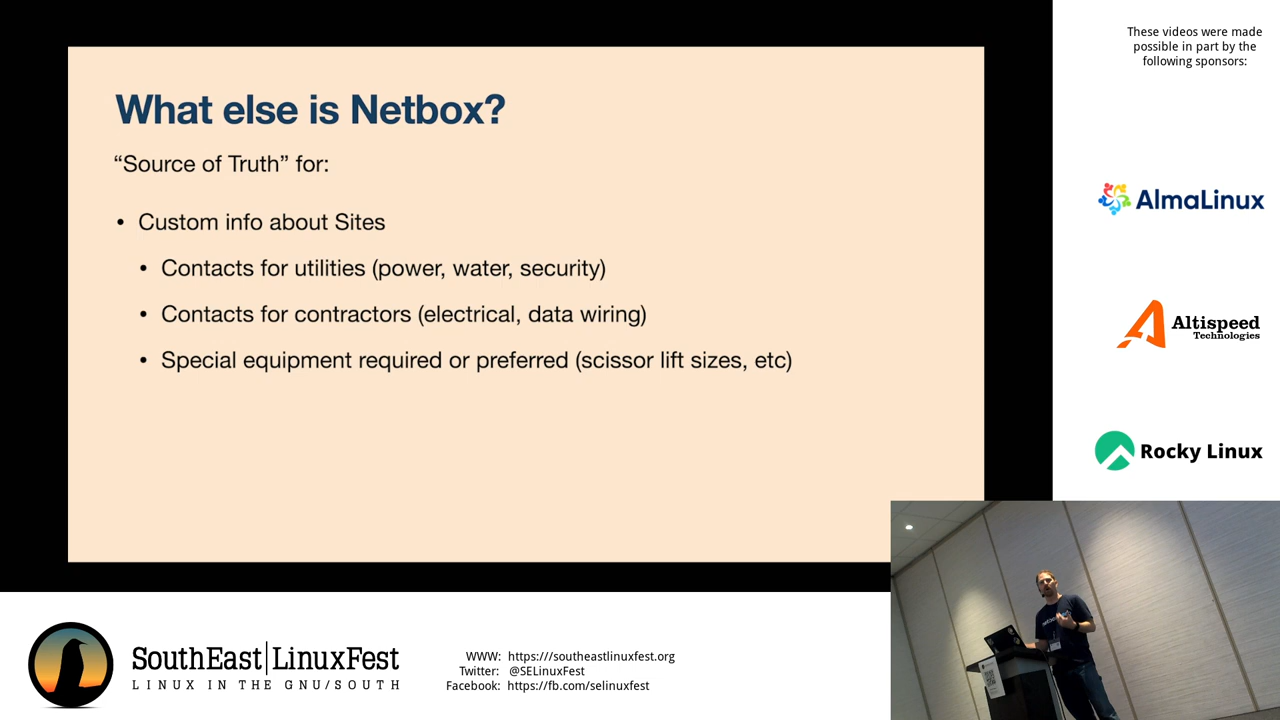 What else is Netbox?
“Source of Truth” for:
• Custom info about Sites
• Contacts for utilities (power, water, security)
• Contacts for contractors (electrical, data wiring)
• Special equipment required or preferred (scissor lift sizes, etc)
These videos were made
possible in part by the
following sponsors:
AlmaLinux
Altispeed
Technologies
Rocky Linux
SouthEast|LinuxFest
LINUX IN THE GNU/SOUTH
WWW: https:///southeastlinuxfest.org
Twitter: @SELinuxFest
Facebook: https://fb.com/selinuxfest